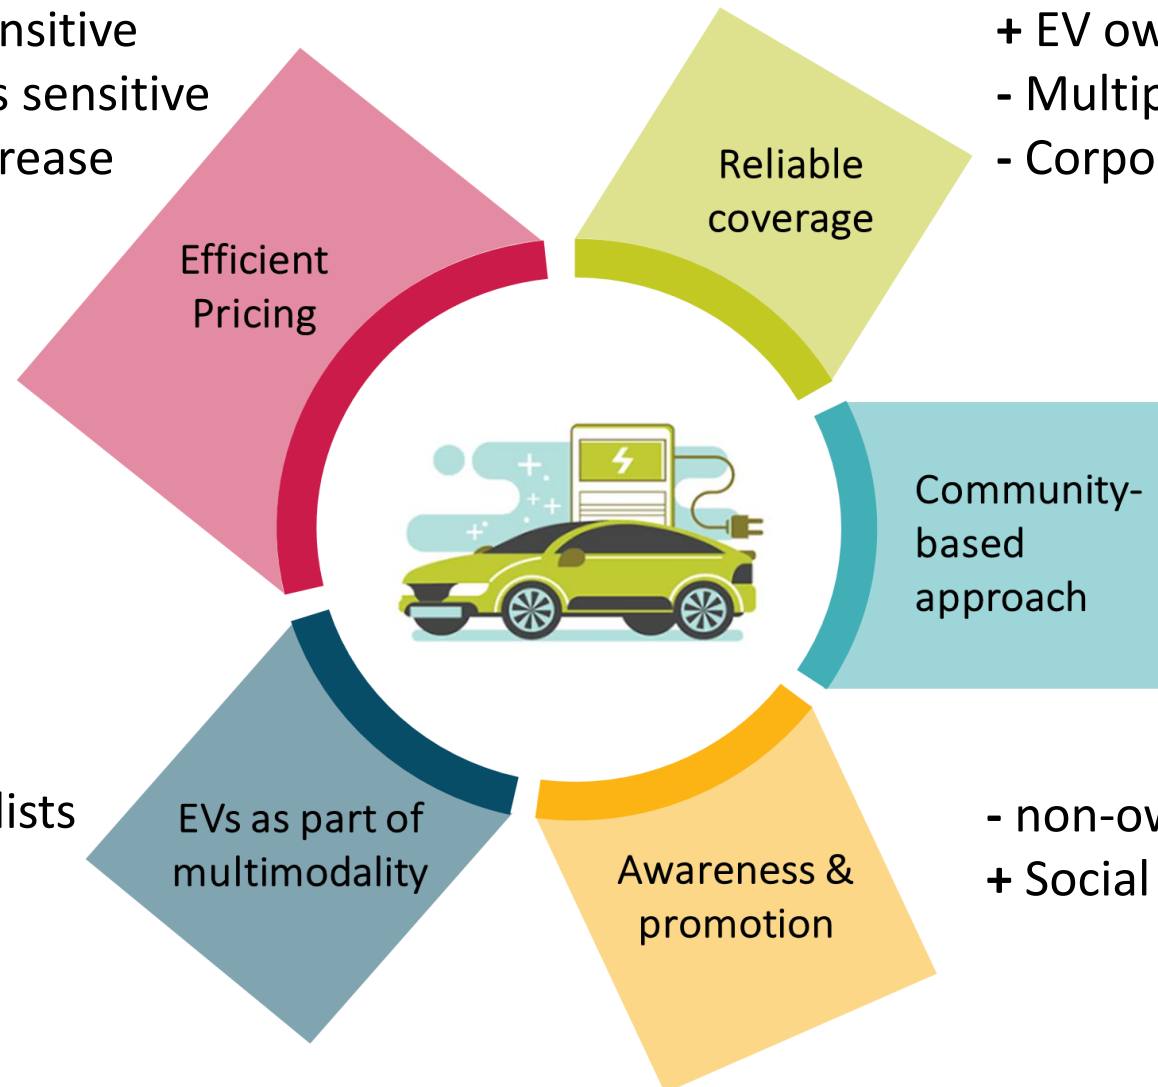 nsitive
s sensitive
rease
Efficient
Pricing
Reliable
coverage
+ EV ow
- Multip
- Corpo
Community-
based
approach
lists
EVs as part of
multimodality
Awareness &
promotion
- non-ow
+ Social